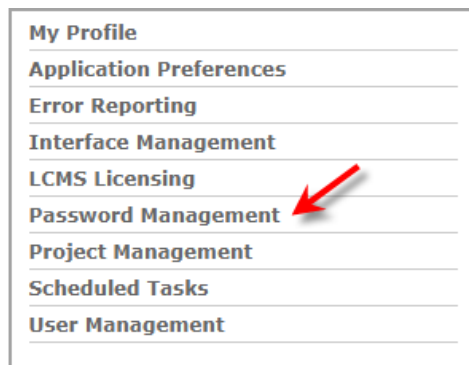 My Profile
Application Preferences
Error Reporting
Interface Management
LCMS Licensing
Password Management
Project Management
Scheduled Tasks
User Management